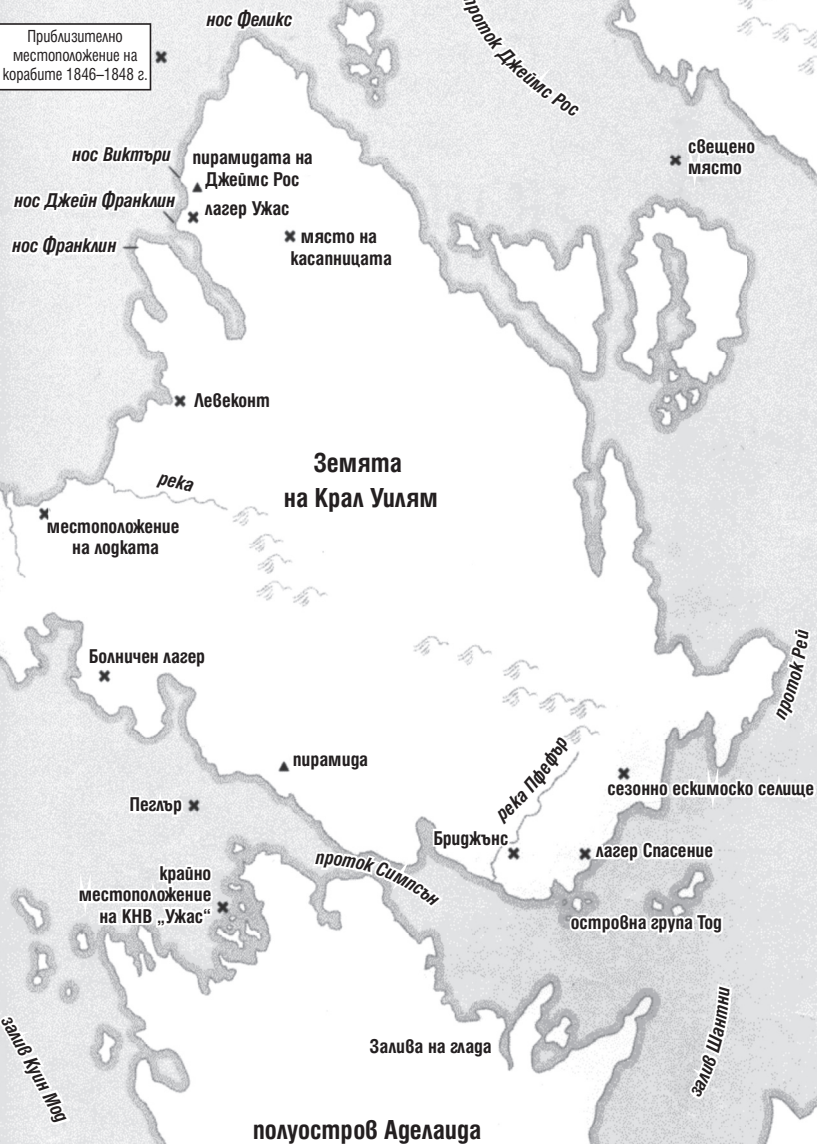 нос Феликс
Приблизително
местоположение на
корабите 1846–1848 г.
проток Джеймс Рос
нос Виктъри
пирамидата на
Джеймс Рос
свещено
място
нос Джейн Франклин
лагер Ужас
нос Франклин
място на
касапницата
Левеконт
Земята
на Крал Уилям
река
местоположение
на лодката
Болничен лагер
проток Рей
пирамида
река Пфефър
сезонно ескимоско селище
Пеглър
Бриджънс
лагер Спасение
проток Симпсън
крайно
местоположение
на КНВ „Ужас“
островна група Тод
залив Куин Мод
Залива на глада
залив Шантни
полуостров Аделаида